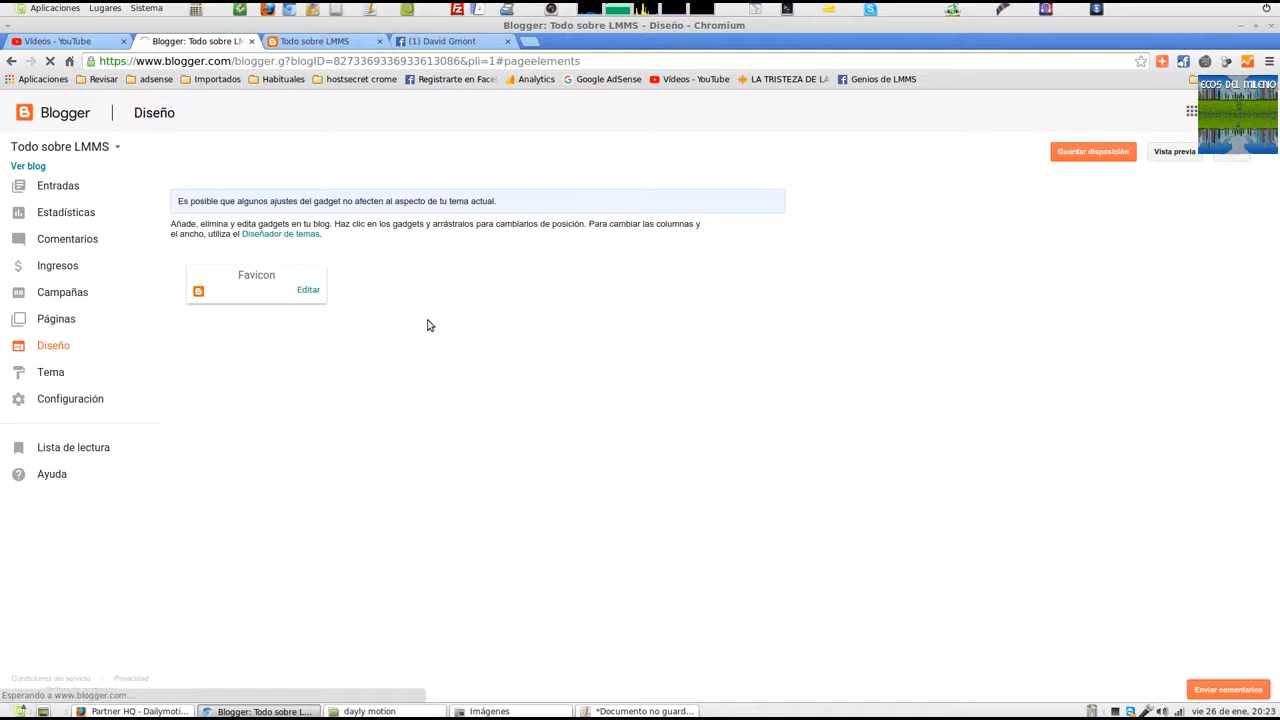 Aplicaciones Lugares Sistema
Blogger: Todo sobre LMMS - Diseño - Chromium
Vídeos - YouTube
Blogger: Todo sobre LM
Todo sobre LMMS
(1) David Gmont
https://www.blogger.com/blogger.g?blogID=8273369336933613086&pli=1#pageelements
Aplicaciones
Revisar
adsense
Importados
Habituales
hostsecret crome
Registrarte en Face
Analytics
Google AdSense
Vídeos - YouTube
LA TRISTEZA DE LA
Genios de LMMS
ECOS DEL MILENIO
Blogger
Diseño
Todo sobre LMMS
Guardar disposición
Vista previa
Ver blog
Entradas
Estadísticas
Comentarios
Ingresos
Campañas
Páginas
Diseño
Tema
Configuración
Lista de lectura
Ayuda
Es posible que algunos ajustes del gadget no afecten al aspecto de tu tema actual.
Añade, elimina y edita gadgets en tu blog. Haz clic en los gadgets y arrástralos para cambiarlos de posición. Para cambiar las columnas y
el ancho, utiliza el Diseñador de temas.
Favicon
Editar
Condiciones del servicio
Privacidad
Esperando a www.blogger.com...
Enviar comentarios
Partner HQ - Dailymoti...
Blogger: Todo sobre L...
dayly motion
Imágenes
*Documento no guard...
vie 26 de ene, 20:23